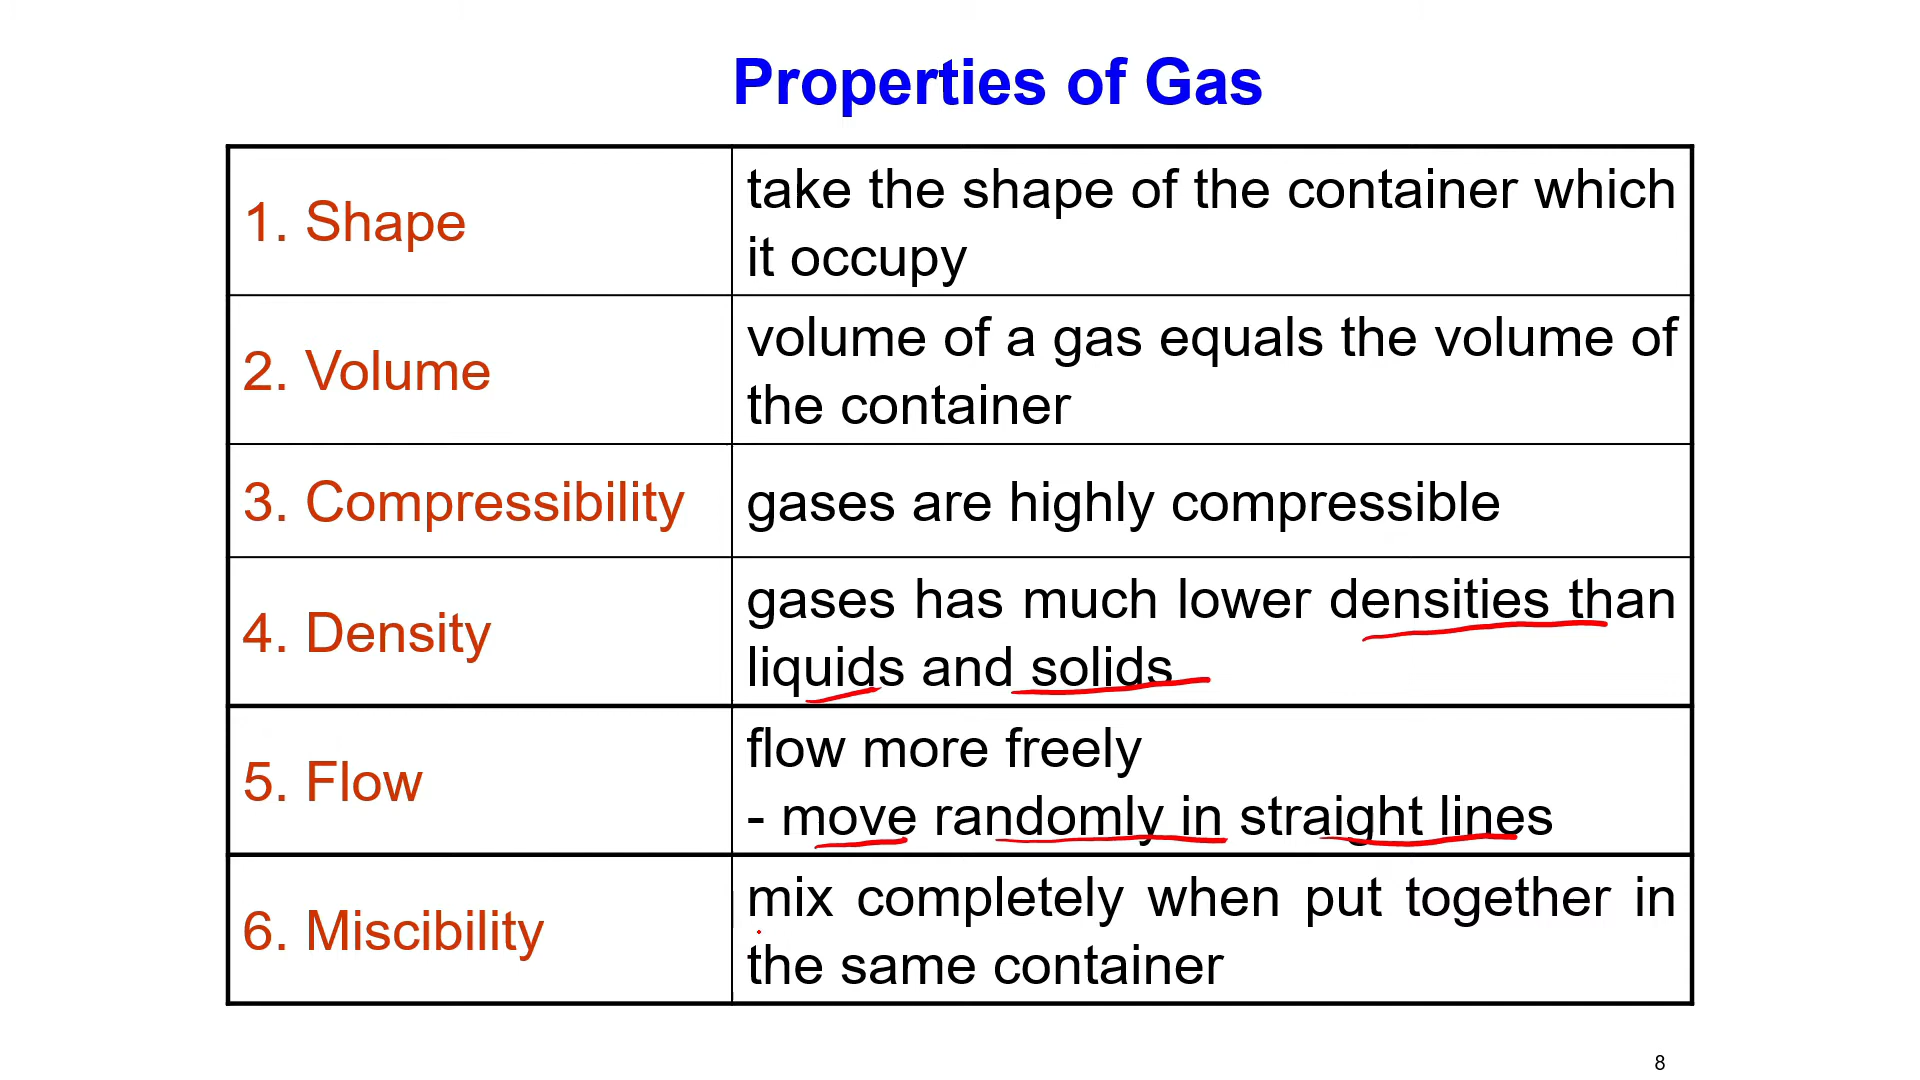 Properties of Gas
1. Shape
take the shape of the container which
it occupy
2. Volume
volume of a gas equals the volume of
the container
3. Compressibility
gases are highly compressible
4. Density
gases has much lower densities than
liquids and solids
5. Flow
flow more freely
- move randomly in straight lines
6. Miscibility
mix completely when put together in
the same container
8